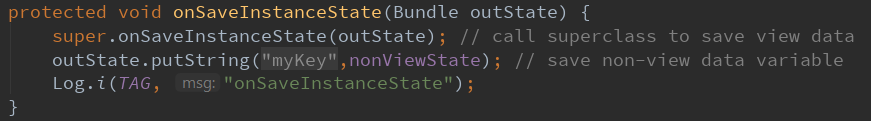 protected void onSaveInstanceState(Bundle outState) {
    super.onSaveInstanceState(outState); // call superclass to save view data
    outState.putString("myKey",nonViewState); // save non-view data variable
    Log.i(TAG, msg: "onSaveInstanceState");
}